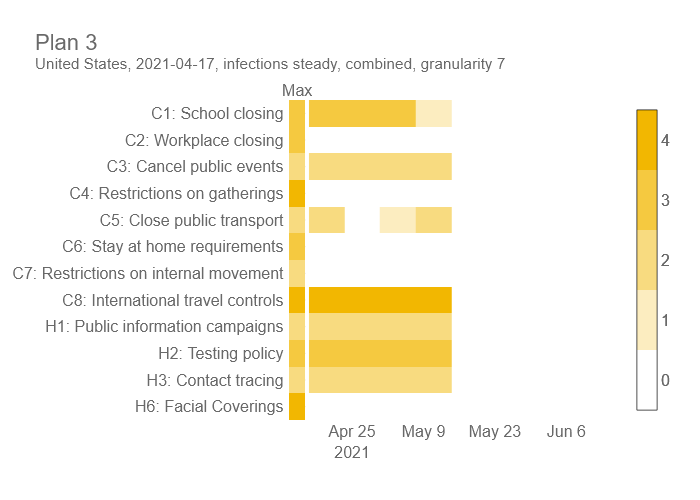 Plan 3
United States, 2021-04-17, infections steady, combined, granularity 7
Max
C1: School closing
C2: Workplace closing
C3: Cancel public events
C4: Restrictions on gatherings
C5: Close public transport
C6: Stay at home requirements
C7: Restrictions on internal movement
C8: International travel controls
H1: Public information campaigns
H2: Testing policy
H3: Contact tracing
H6: Facial Coverings
4
3
2
1
0
Apr 25 May 9 May 23 Jun 6
2021